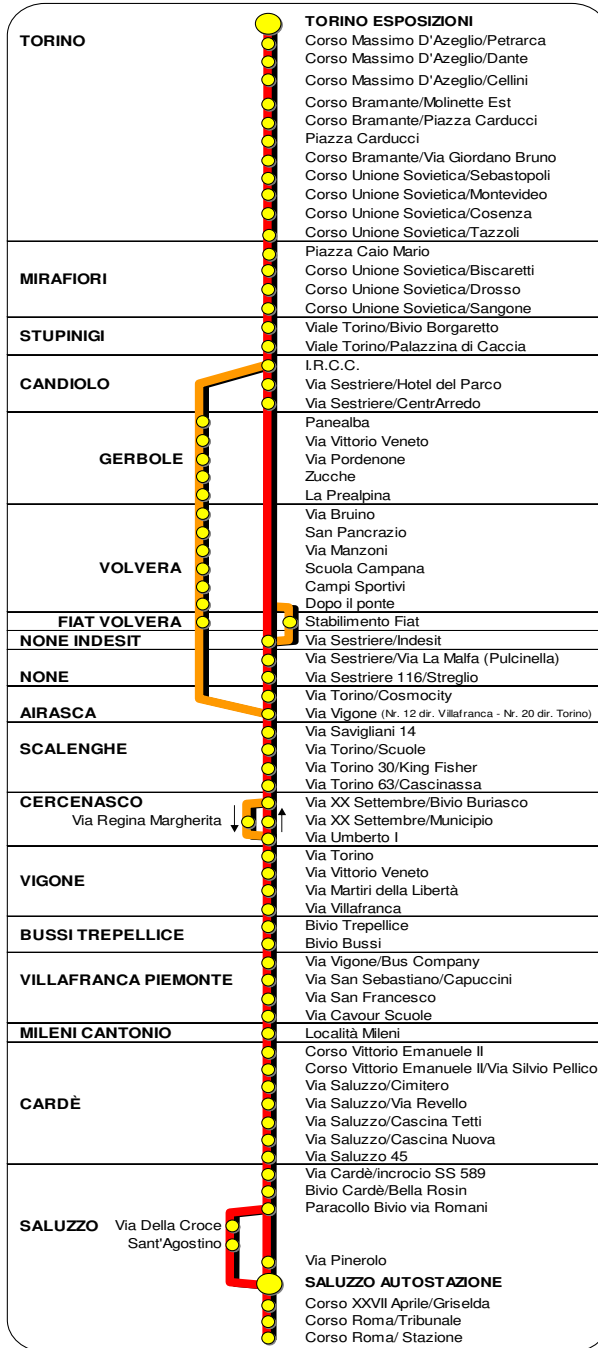 TORINO ESPOSIZIONI
TORINO
Corso Massimo D'Azeglio/Petrarca
Corso Massimo D'Azeglio/Dante
Corso Massimo D'Azeglio/Cellini
Corso Bramante/Molinette Est
Corso Bramante/Piazza Carducci
Piazza Carducci
Corso Bramante/Via Giordano Bruno
Corso Unione Sovietica/Sebastopoli
Corso Unione Sovietica/Montevideo
Corso Unione Sovietica/Cosenza
Corso Unione Sovietica/Tazzoli
MIRAFIORI
Piazza Caio Mario
Corso Unione Sovietica/Biscaretti
Corso Unione Sovietica/Drosso
Corso Unione Sovietica/Sangone
STUPINIGI
Viale Torino/Bivio Borgaretto
Viale Torino/Palazzina di Caccia
CANDIOLO
I.R.C.C.
Via Sestriere/Hotel del Parco
Via Sestriere/CentrArredo
GERBOLE
Panealba
Via Vittorio Veneto
Via Pordenone
Zucche
La Prealpina
VOLVERA
Via Bruino
San Pancrazio
Via Manzoni
Scuola Campana
Campi Sportivi
Dopo il ponte
FIAT VOLVERA
Stabilimento Fiat
NONE INDESIT
Via Sestriere/Indesit
NONE
Via Sestriere/Via La Malfa (Pulcinella)
Via Sestriere 116/Streglio
AIRASCA
Via Torino/Cosmocity
Via Vigone (Nr. 12 dir. Villafranca - Nr. 20 dir. Torino)
SCALENGHE
Via Savigliani 14
Via Torino/Scuole
Via Torino 30/King Fisher
Via Torino 63/Cascinassa
CERCENASCO
Via XX Settembre/Bivio Buriasco
Via Regina Margherita
Via XX Settembre/Municipio
Via Umberto I
VIGONE
Via Torino
Via Vittorio Veneto
Via Martiri della Libertà
Via Villafranca
BUSSI TREPELLICE
Bivio Trepellice
Bivio Bussi
VILLAFRANCA PIEMONTE
Via Vigone/Bus Company
Via San Sebastiano/Capuccini
Via San Francesco
Via Cavour Scuole
MILENI CANTONIO
Località Mileni
CARDÈ
Corso Vittorio Emanuele II
Corso Vittorio Emanuele II/Via Silvio Pellico
Via Saluzzo/Cimitero
Via Saluzzo/Via Revello
Via Saluzzo/Cascina Tetti
Via Saluzzo/Cascina Nuova
Via Saluzzo 45
SALUZZO
Via Cardè/incrocio SS 589
Bivio Cardè/Bella Rosin
Paracollo Bivio via Romani
Via Della Croce
Sant'Agostino
Via Pinerolo
SALUZZO AUTOSTAZIONE
Corso XXVII Aprile/Griselda
Corso Roma/Tribunale
Corso Roma/ Stazione